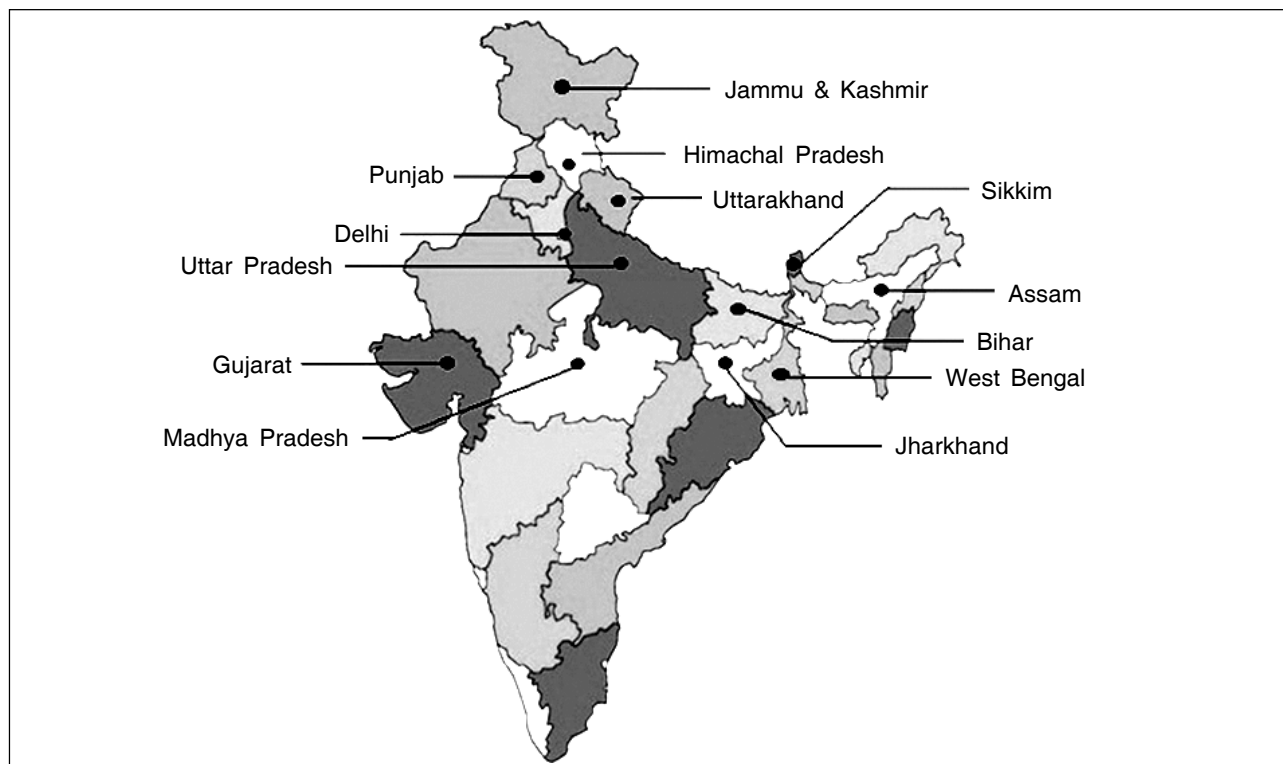 Jammu & Kashmir
Himachal Pradesh
Punjab
Sikkim
Uttarakhand
Delhi
Uttar Pradesh
Assam
Bihar
Gujarat
West Bengal
Madhya Pradesh
Jharkhand